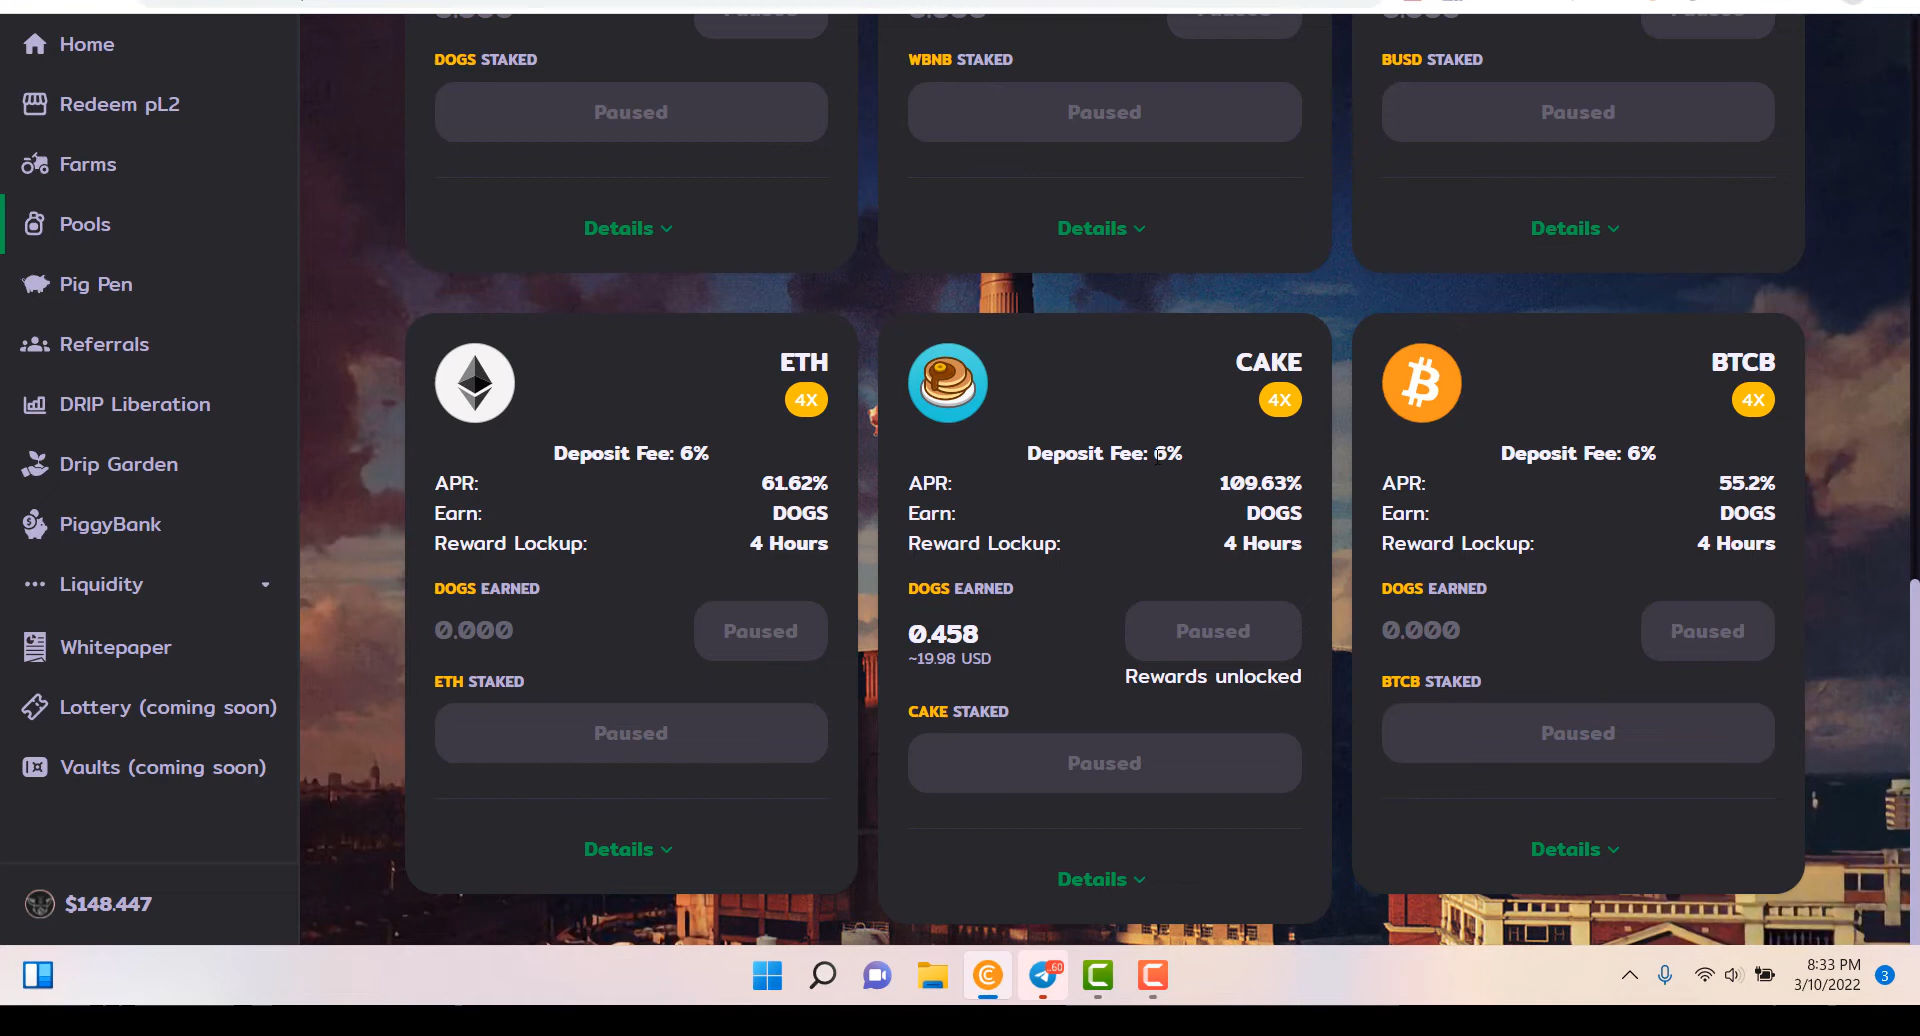 Home
Redeem pL2
Farms
Pools
Pig Pen
Referrals
DRIP Liberation
Drip Garden
PiggyBank
Liquidity
Whitepaper
Lottery (coming soon)
Vaults (coming soon)
$148.447
DOGS STAKED
Paused
Details
WBNB STAKED
Paused
Details
BUSD STAKED
Paused
Details
ETH
4X
Deposit Fee: 6%
APR: 61.62%
Earn: DOGS
Reward Lockup: 4 Hours
DOGS EARNED
0.000 Paused
ETH STAKED
Paused
Details
CAKE
4X
Deposit Fee: 6%
APR: 109.63%
Earn: DOGS
Reward Lockup: 4 Hours
DOGS EARNED
0.458 Paused
~19.98 USD
Rewards unlocked
CAKE STAKED
Paused
Details
BTCB
4X
Deposit Fee: 6%
APR: 55.2%
Earn: DOGS
Reward Lockup: 4 Hours
DOGS EARNED
0.000 Paused
BTCB STAKED
Paused
Details
60
8:33 PM
3/10/2022
3